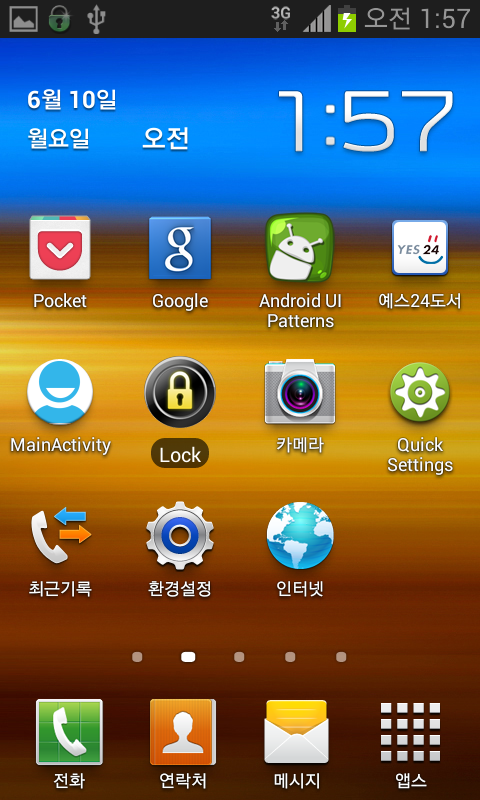 3G 오전 1:57
6월 10일
월요일 오전 1:57
g YES 24
Pocket Google Android UI Patterns 예스24도서
MainActivity Lock 카메라 Quick Settings
최근기록 환경설정 인터넷
전화 연락처 메시지 앱스